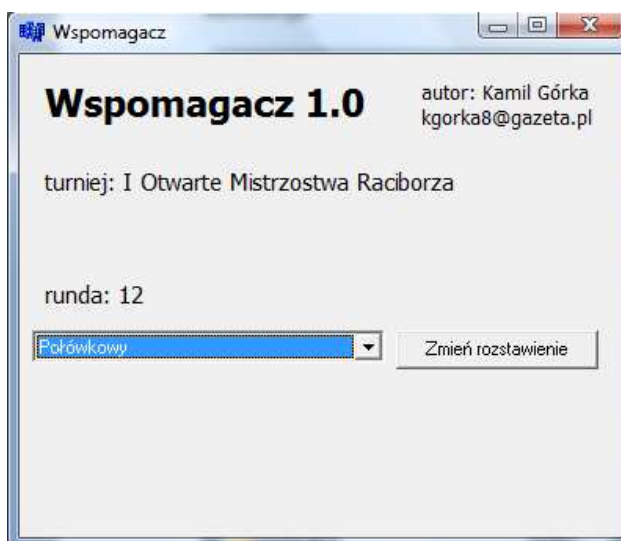 Wspomagacz
Wspomagacz 1.0
autor: Kamil Górka
kgorka8@gazeta.pl
turniej: I Otwarte Mistrzostwa Raciborza
runda: 12
Połówkowy
Zmień rozstawienie